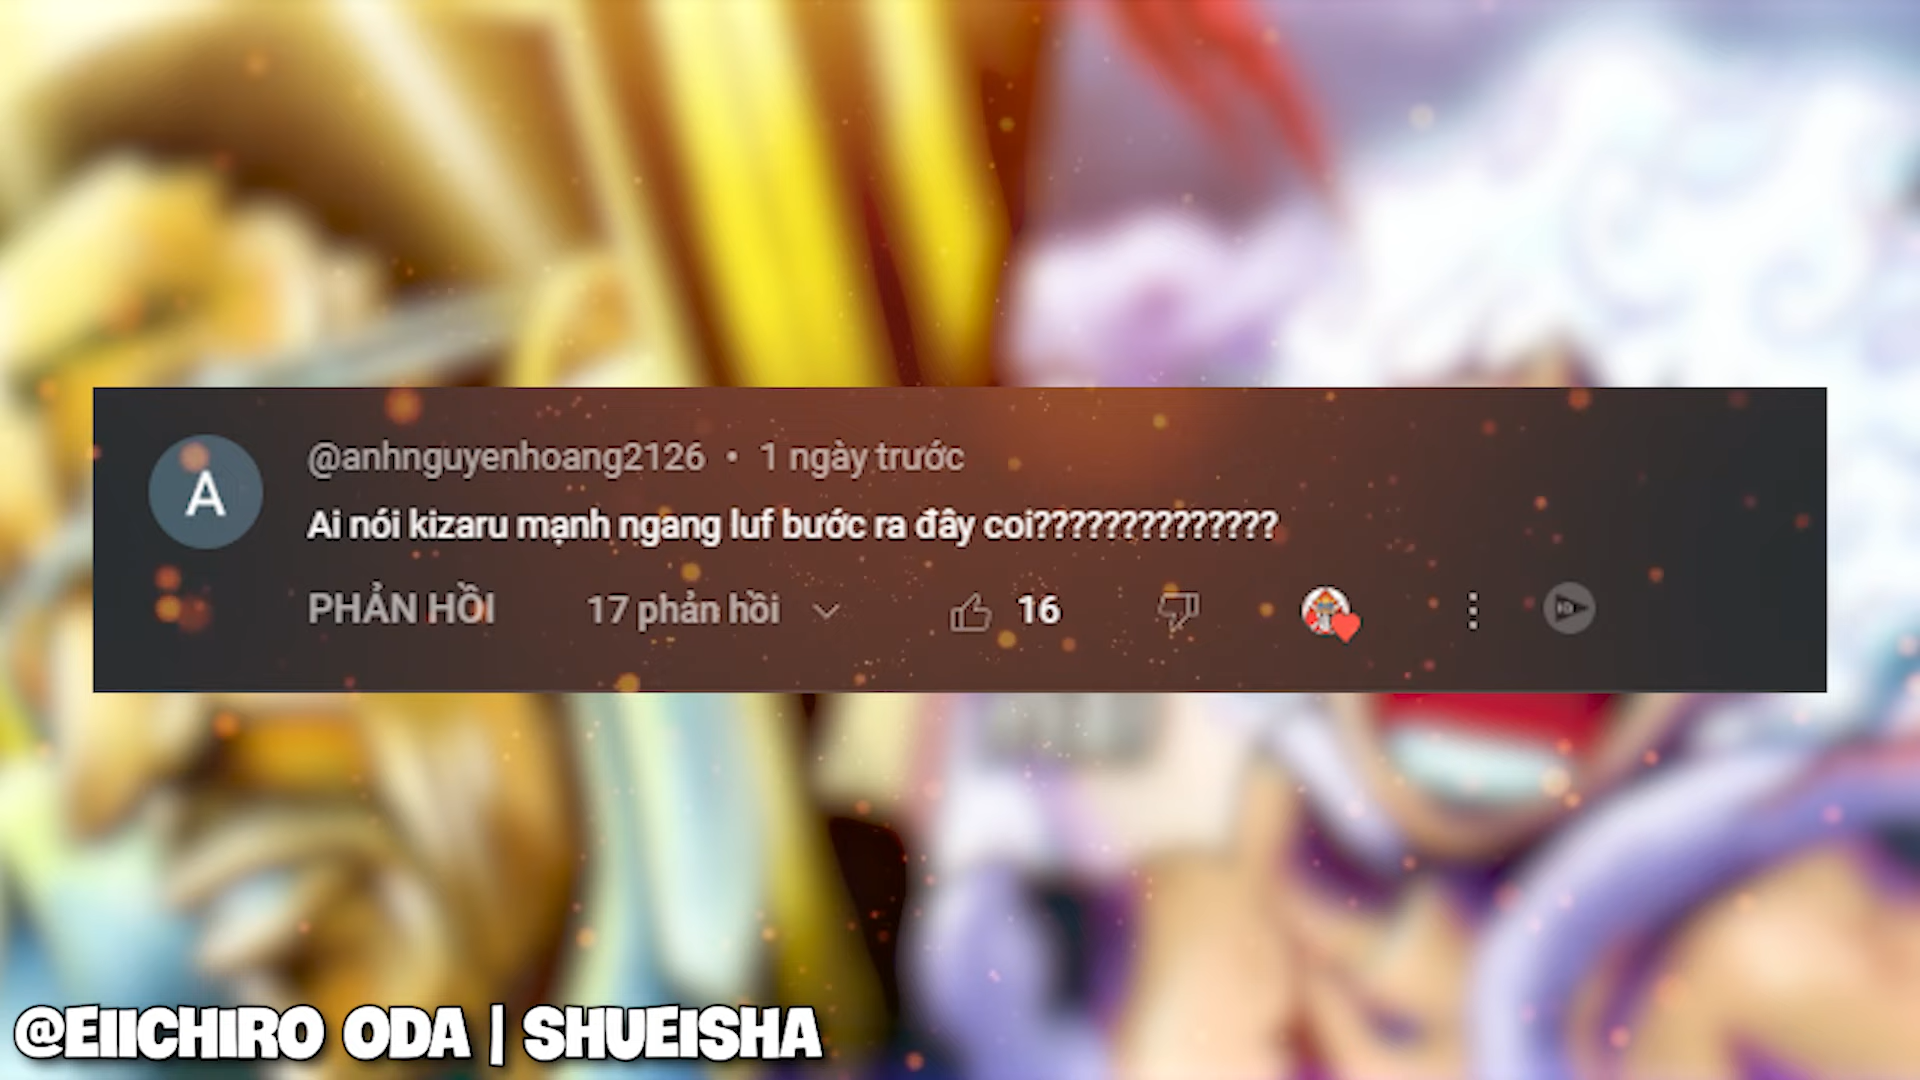 A
@anhnguyenhoang2126 • 1 ngày trước
Ai nói kizaru mạnh ngang luf bước ra đây coi??????????????
PHẢN HỒI 17 phản hồi 16
@EIICHIRO ODA | SHUEISHA